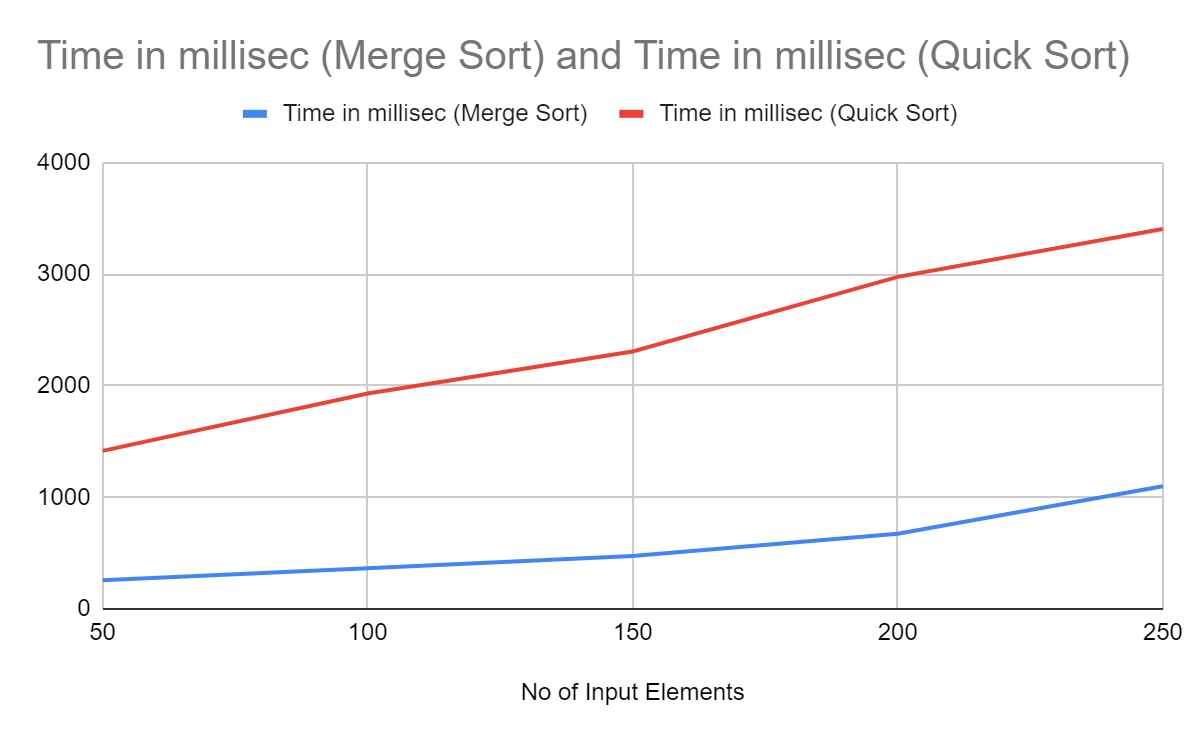 Time in millisec (Merge Sort) and Time in millisec (Quick Sort)
Time in millisec (Merge Sort) Time in millisec (Quick Sort)
4000
3000
2000
1000
0
50 100 150 200 250
No of Input Elements